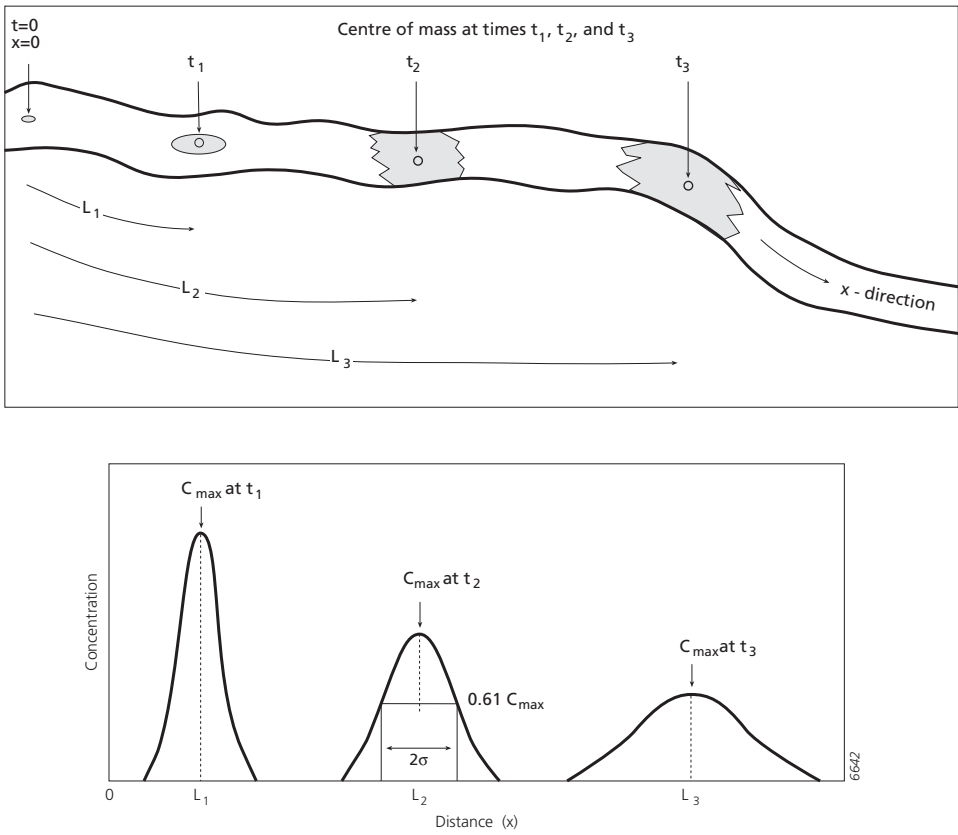 t=0
x=0
Centre of mass at times t1, t2, and t3
t1
t2
t3
L1
L2
L3
x - direction
C max at t1
Cmax at t2
Cmax at t3
0.61 Cmax
2σ
Concentration
0
L1
L2
L3
Distance (x)
6642